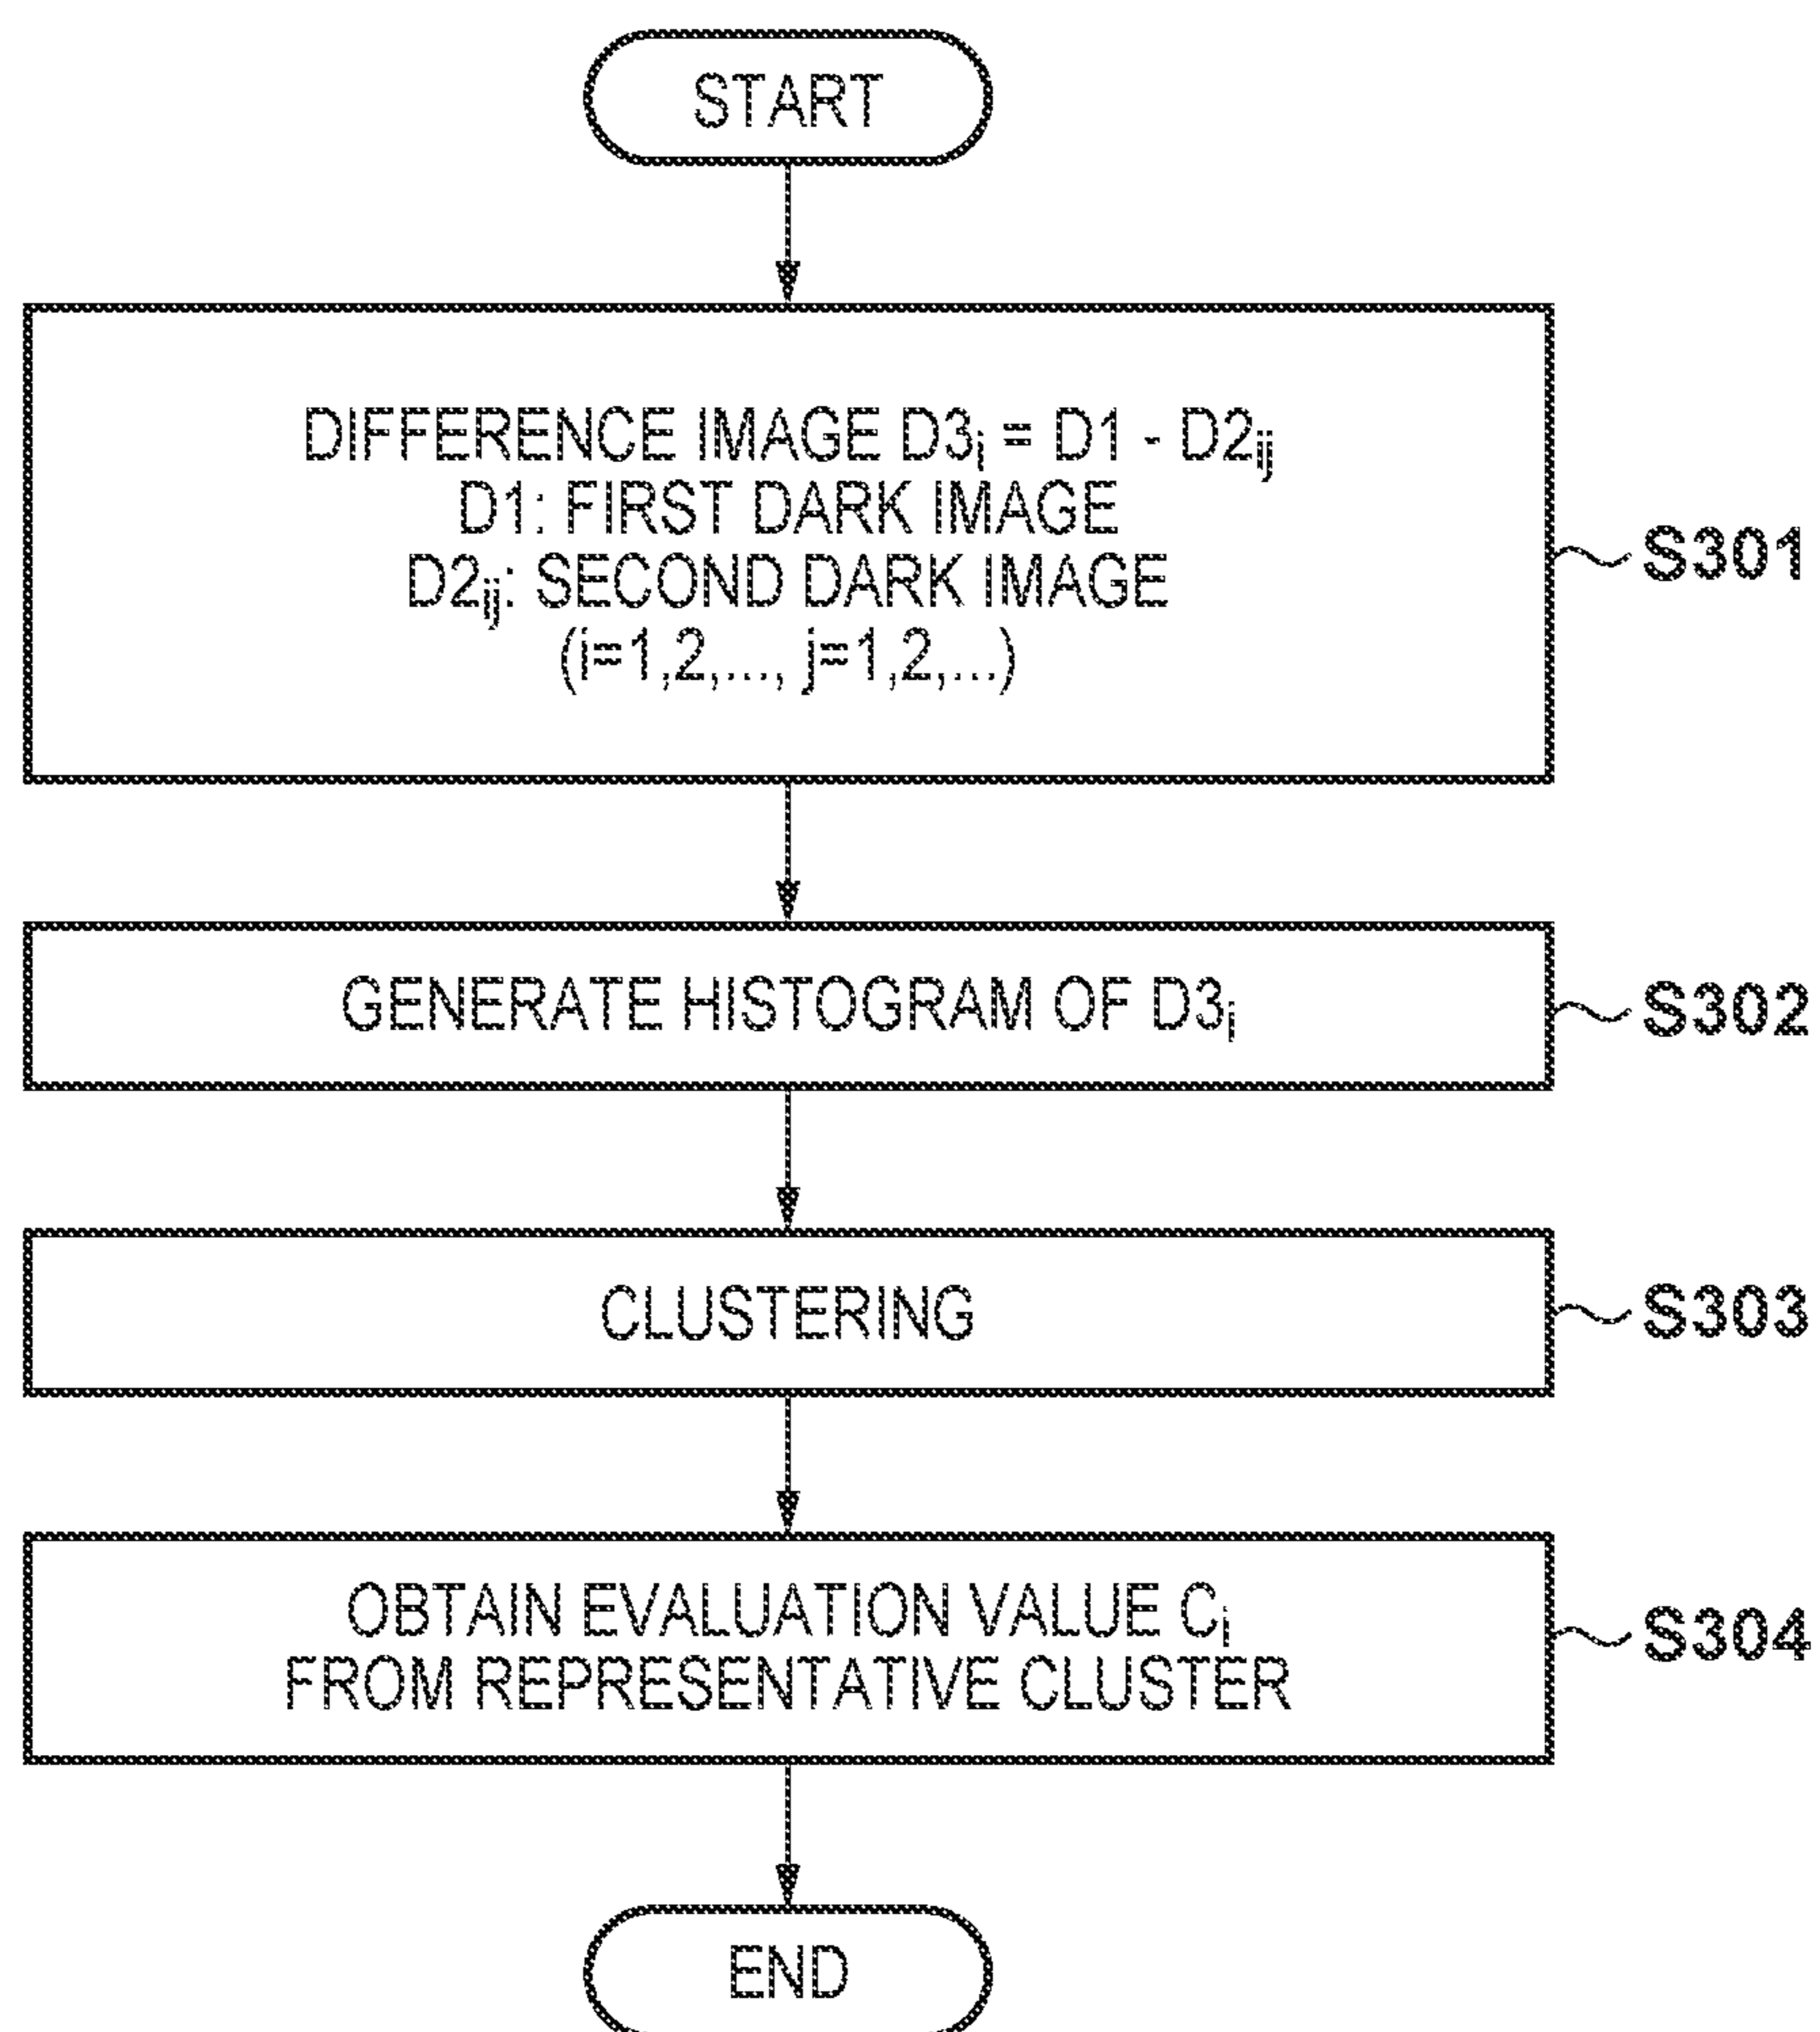 START
DIFFERENCE IMAGE D3i = D1 - D2ij
D1: FIRST DARK IMAGE
D2ij: SECOND DARK IMAGE
(i=1,2,..., j=1,2,...)
S301
GENERATE HISTOGRAM OF D3i
S302
CLUSTERING
S303
OBTAIN EVALUATION VALUE Ci
FROM REPRESENTATIVE CLUSTER
S304
END